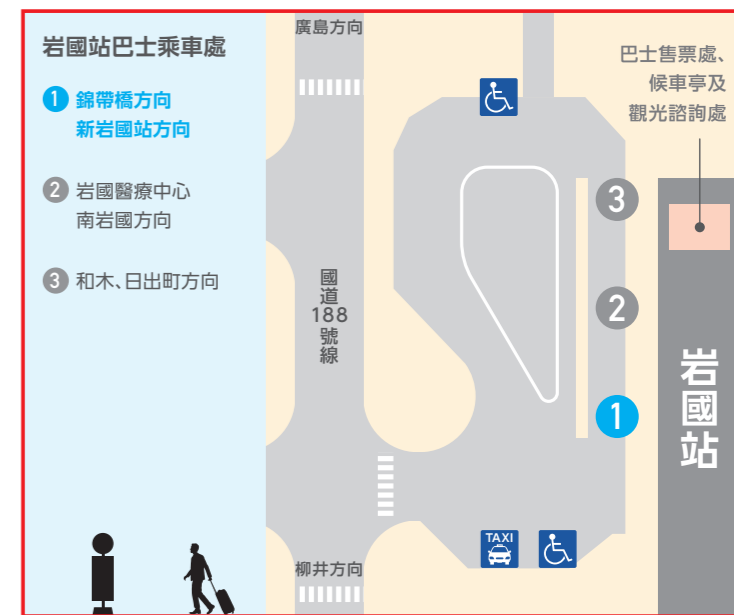 岩國站巴士乘車處
1 錦帶橋方向
新岩國站方向
2 岩國醫療中心
南岩國方向
3 和木、日出町方向
廣島方向
國道188號線
柳井方向
巴士售票處、
候車亭及
觀光諮詢處
3
2
1
岩國站
TAXI